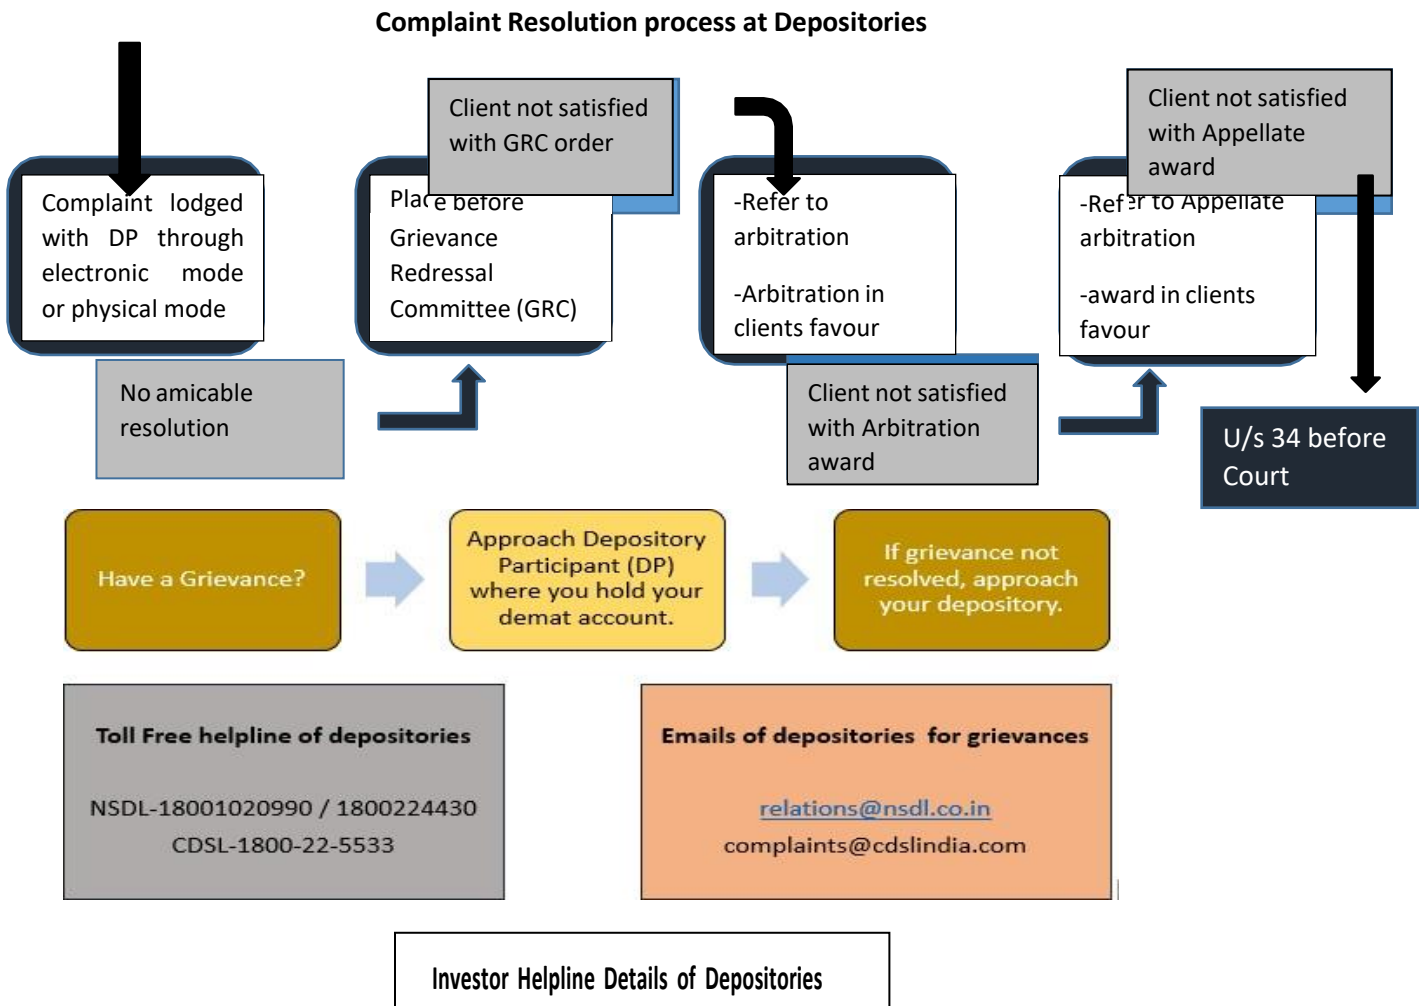 Complaint Resolution process at Depositories
Complaint lodged
with DP through
electronic mode
or physical mode
No amicable
resolution
Place before
Grievance
Redressal
Committee (GRC)
Client not satisfied
with GRC order
-Refer to
arbitration
-Arbitration in
clients favour
Client not satisfied
with Arbitration
award
-Refer to Appellate
arbitration
-award in clients
favour
Client not satisfied
with Appellate
award
U/s 34 before
Court
Have a Grievance?
Approach Depository
Participant (DP)
where you hold your
demat account.
If grievance not
resolved, approach
your depository.
Toll Free helpline of depositories
NSDL-18001020990 / 1800224430
CDSL-1800-22-5533
Emails of depositories for grievances
relations@nsdl.co.in
complaints@cdslindia.com
Investor Helpline Details of Depositories